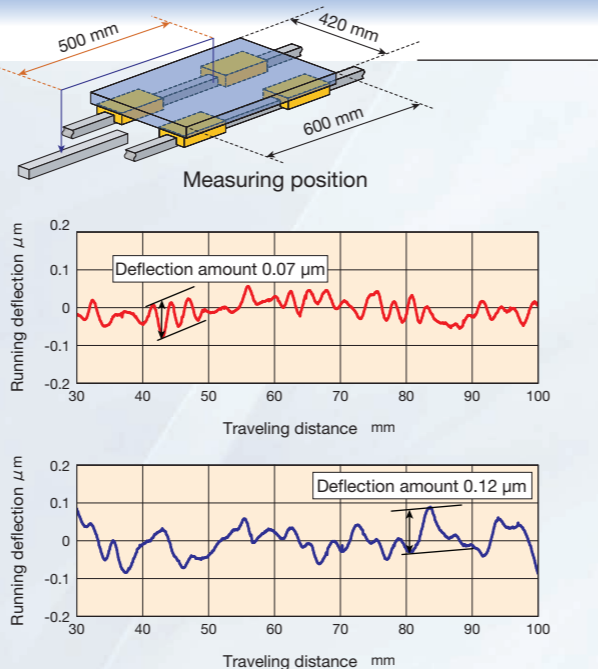 500 mm
420 mm
600 mm
Measuring position
Running deflection μm
0.2
0.1
0
-0.1
-0.2
Deflection amount 0.07 μm
30 40 50 60 70 80 90 100
Traveling distance mm
Running deflection μm
0.2
0.1
0
-0.1
-0.2
Deflection amount 0.12 μm
30 40 50 60 70 80 90 100
Traveling distance mm